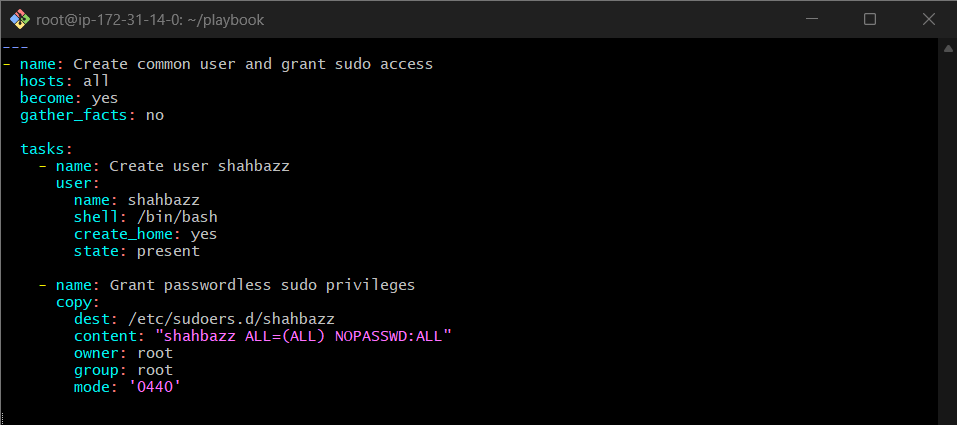 root@ip-172-31-14-0: ~/playbook
---
- name: Create common user and grant sudo access
  hosts: all
  become: yes
  gather_facts: no

  tasks:
    - name: Create user shahbazz
      user:
        name: shahbazz
        shell: /bin/bash
        create_home: yes
        state: present

    - name: Grant passwordless sudo privileges
      copy:
        dest: /etc/sudoers.d/shahbazz
        content: "shahbazz ALL=(ALL) NOPASSWD:ALL"
        owner: root
        group: root
        mode: '0440'